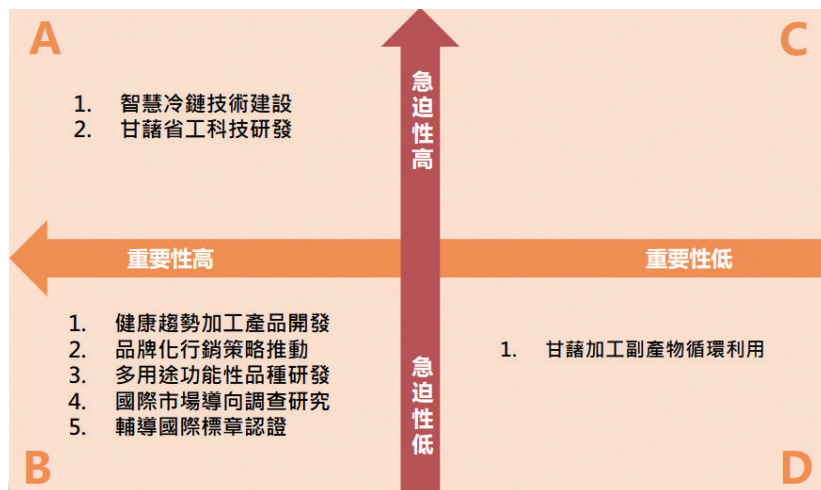 A
C
1. 智慧冷鏈技術建設
2. 甘藷省工科技研發
急迫性高
重要性高
重要性低
1. 健康趨勢加工產品開發
2. 品牌化行銷策略推動
3. 多用途功能性品種研發
4. 國際市場導向調查研究
5. 輔導國際標章認證
急迫性低
1. 甘藷加工副產物循環利用
B
D